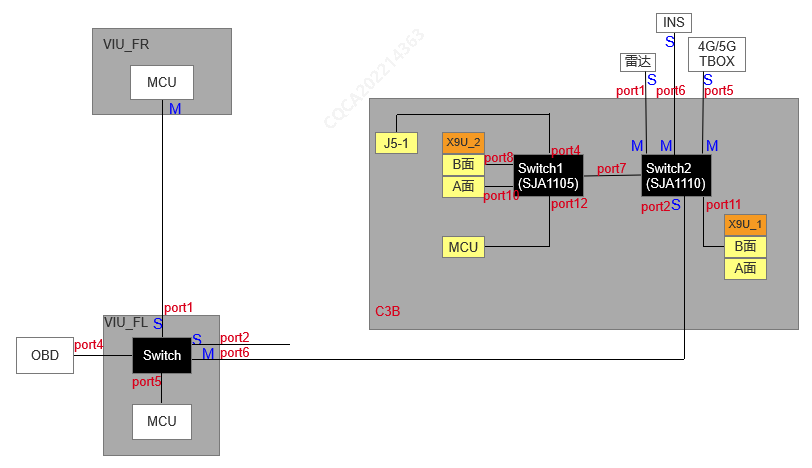 INS
4G/5G
TBOX
雷达
S
S
S
port1
port6
port5
VIU_FR
MCU
M
CQCA202214363
J5-1
X9U_2
B面
A面
port8
port10
port4
Switch1
(SJA1105)
port12
port7
M
M
M
Switch2
(SJA1110)
port2
S
port11
X9U_1
B面
A面
MCU
C3B
port1
VIU_FL
S
OBD
port4
Switch
S
port2
M
port6
port5
MCU